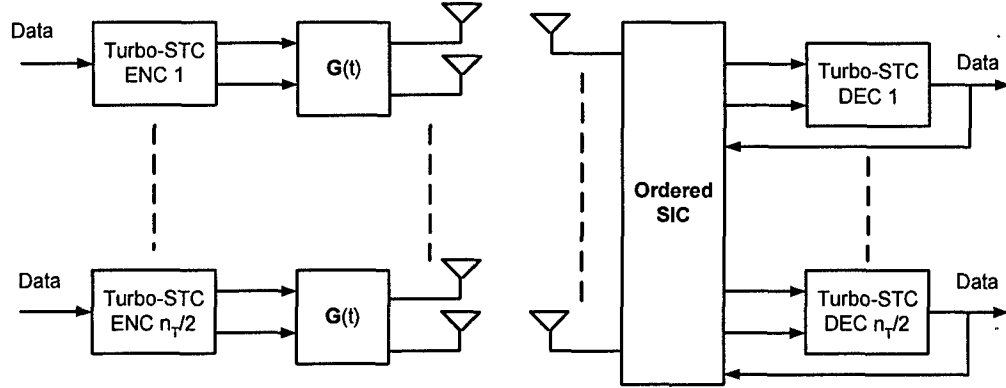 Data
Turbo-STC
ENC 1
G(t)
Turbo-STC
DEC 1
Data
Ordered
SIC
Data
Turbo-STC
ENC n_T/2
G(t)
Turbo-STC
DEC n_T/2
Data